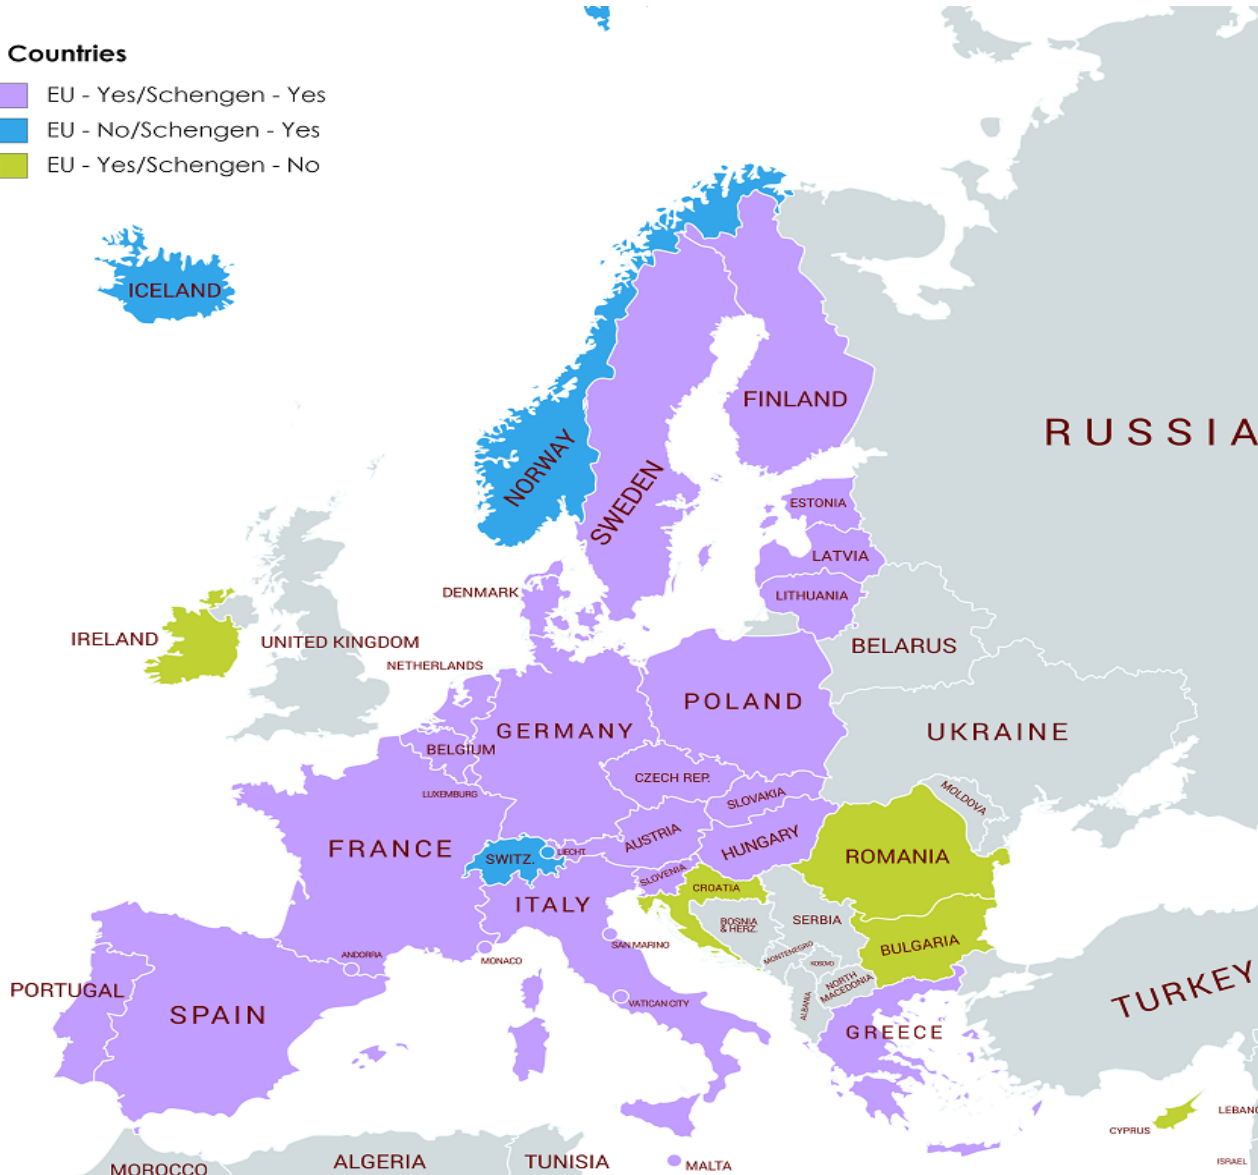 Countries
EU - Yes/Schengen - Yes
EU - No/Schengen - Yes
EU - Yes/Schengen - No
ICELAND
FINLAND
RUSSIA
NORWAY
SWEDEN
ESTONIA
LATVIA
DENMARK
LITHUANIA
IRELAND
UNITED KINGDOM
BELARUS
NETHERLANDS
POLAND
GERMANY
UKRAINE
BELGIUM
CZECH REP.
LUXEMBURG
SLOVAKIA
MOLDOVA
FRANCE
SWITZ.
LIECHT.
AUSTRIA
HUNGARY
ROMANIA
SLOVENIA
CROATIA
ITALY
BOSNIA
& HERZ.
SERBIA
SAN MARINO
BULGARIA
ANDORRA
MONACO
MONTENEGRO
KOSOVO
PORTUGAL
SPAIN
VATICAN CITY
ALBANIA
NORTH
MACEDONIA
TURKEY
GREECE
CYPRUS
LEBANO
MOROCCO
ALGERIA
TUNISIA
MALTA
ISRAEL